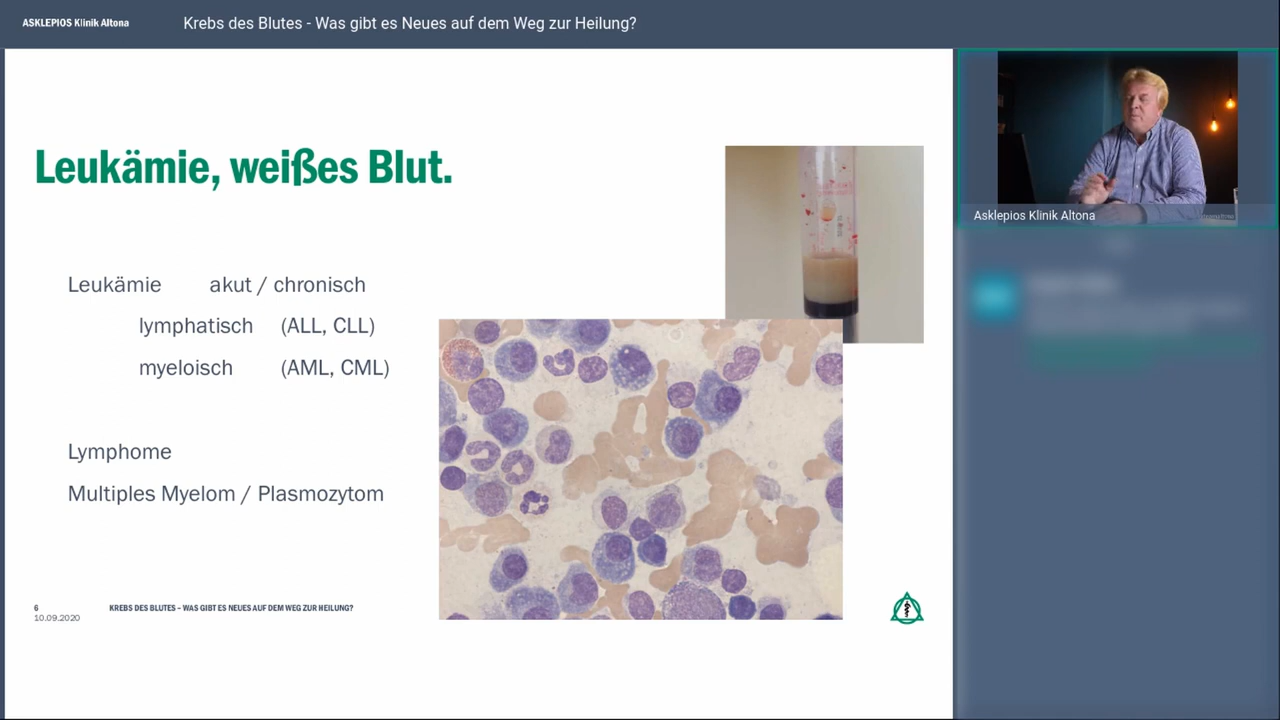 ASKLEPIOS Klinik Altona
Krebs des Blutes - Was gibt es Neues auf dem Weg zur Heilung?
Leukämie, weißes Blut.
Leukämie akut / chronisch
lymphatisch (ALL, CLL)
myeloisch (AML, CML)
Lymphome
Multiples Myelom / Plasmozytom
6 KREBS DES BLUTES – WAS GIBT ES NEUES AUF DEM WEG ZUR HEILUNG?
10.09.2020
Asklepios Klinik Altona